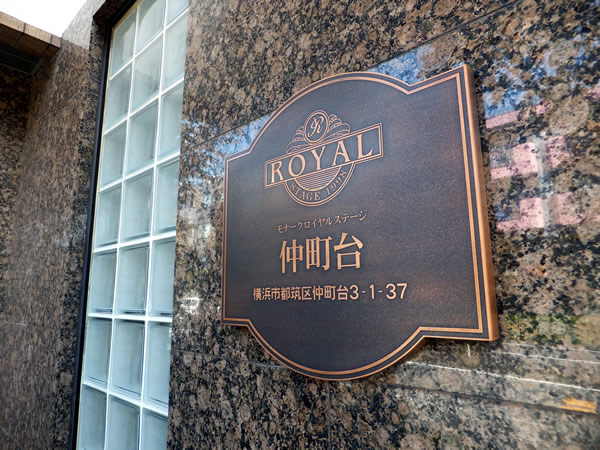 R
ROYAL
STAGE 1998
モナークロイヤルステージ
仲町台
横浜市都筑区仲町台3-1-37